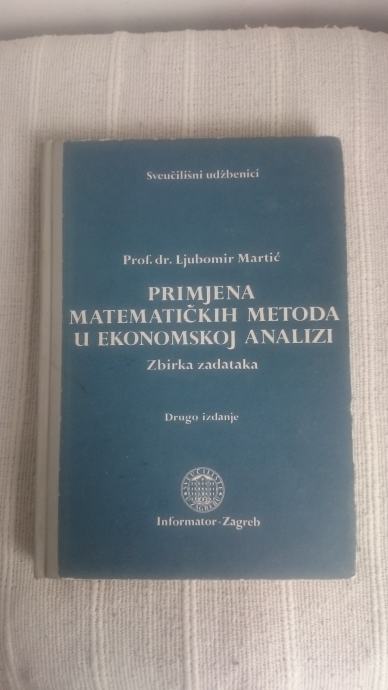 Sveučilišni udžbenici
Prof. dr. Ljubomir Martić
PRIMJENA
MATEMATIČKIH METODA
U EKONOMSKOJ ANALIZI
Zbirka zadataka
Drugo izdanje
Informator-Zagreb